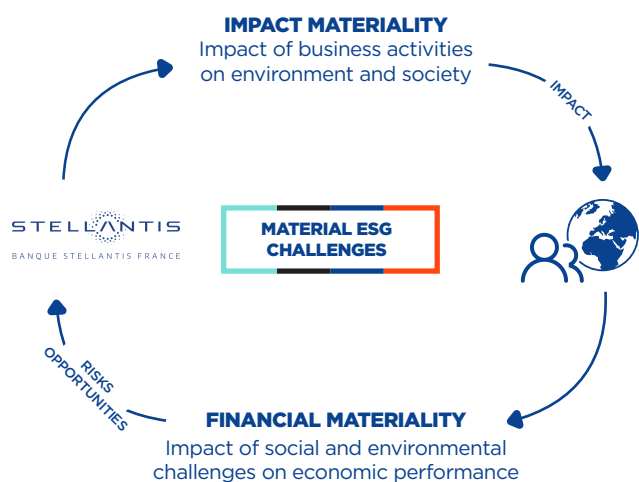 IMPACT MATERIALITY
Impact of business activities
on environment and society
IMPACT
STELLANTIS
BANQUE STELLANTIS FRANCE
MATERIAL ESG
CHALLENGES
RISKS
OPPORTUNITIES
FINANCIAL MATERIALITY
Impact of social and environmental
challenges on economic performance